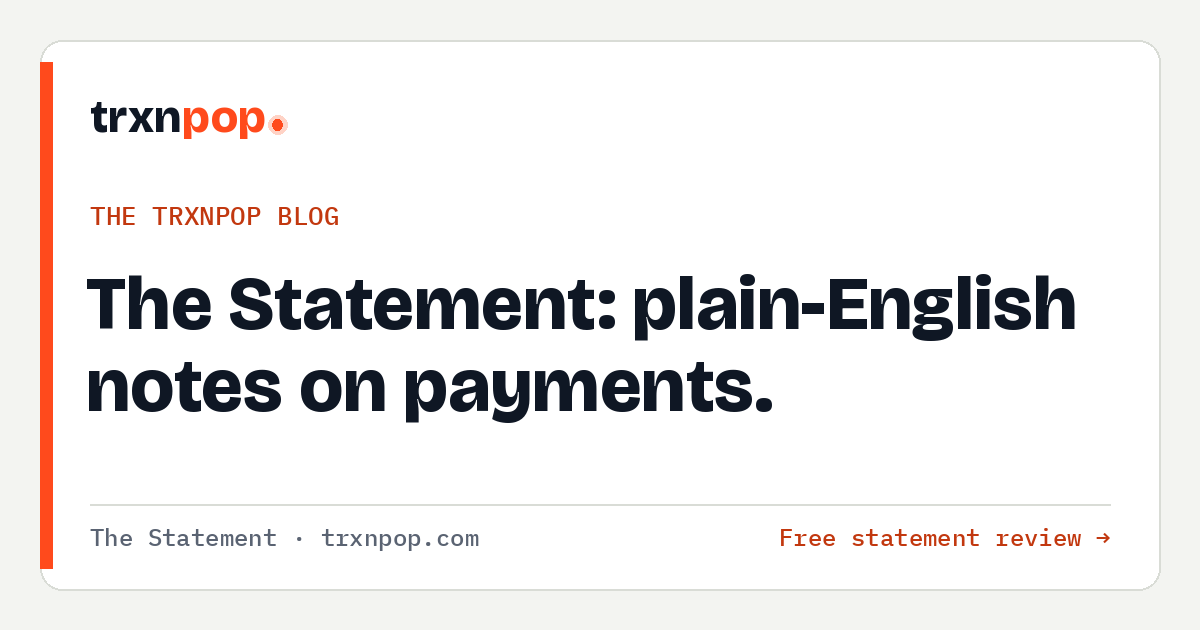 trxnpop.
THE TRXNPOP BLOG
The Statement: plain-English
notes on payments.
The Statement · trxnpop.com
Free statement review →